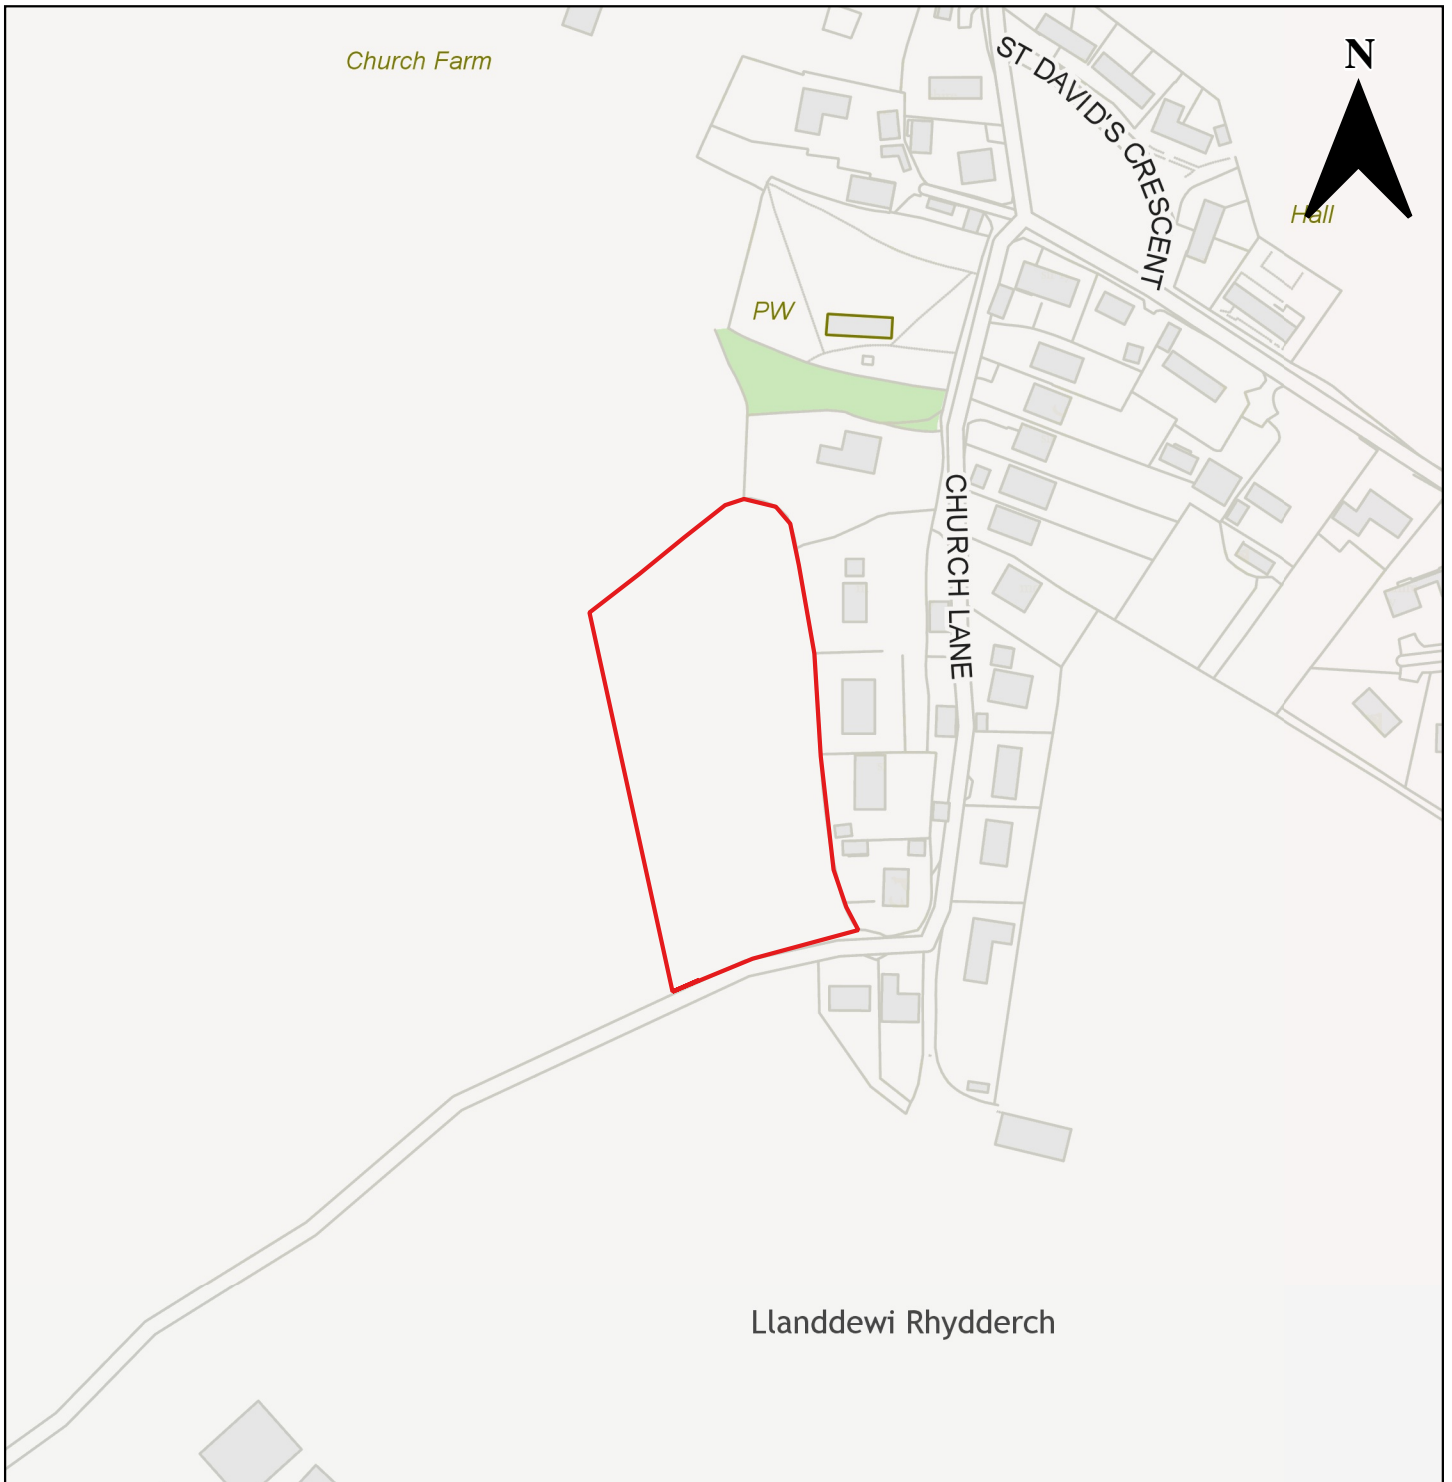 Church Farm
N
ST DAVID'S CRESCENT
Hall
PW
CHURCH LANE
Llanddewi Rhydderch